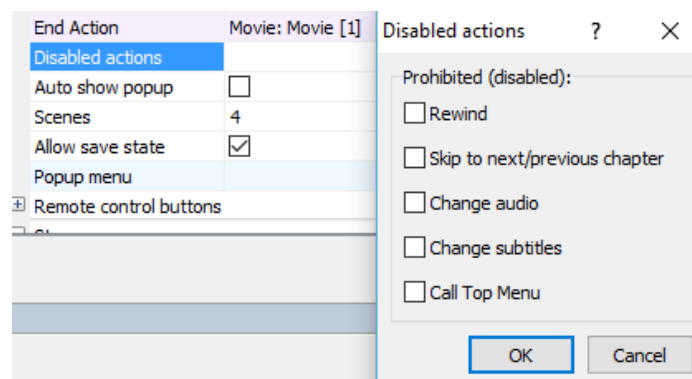 End Action Movie: Movie [1]
Disabled actions
Auto show popup
Scenes 4
Allow save state
Popup menu
Remote control buttons
Disabled actions ?
Prohibited (disabled):
Rewind
Skip to next/previous chapter
Change audio
Change subtitles
Call Top Menu
OK Cancel